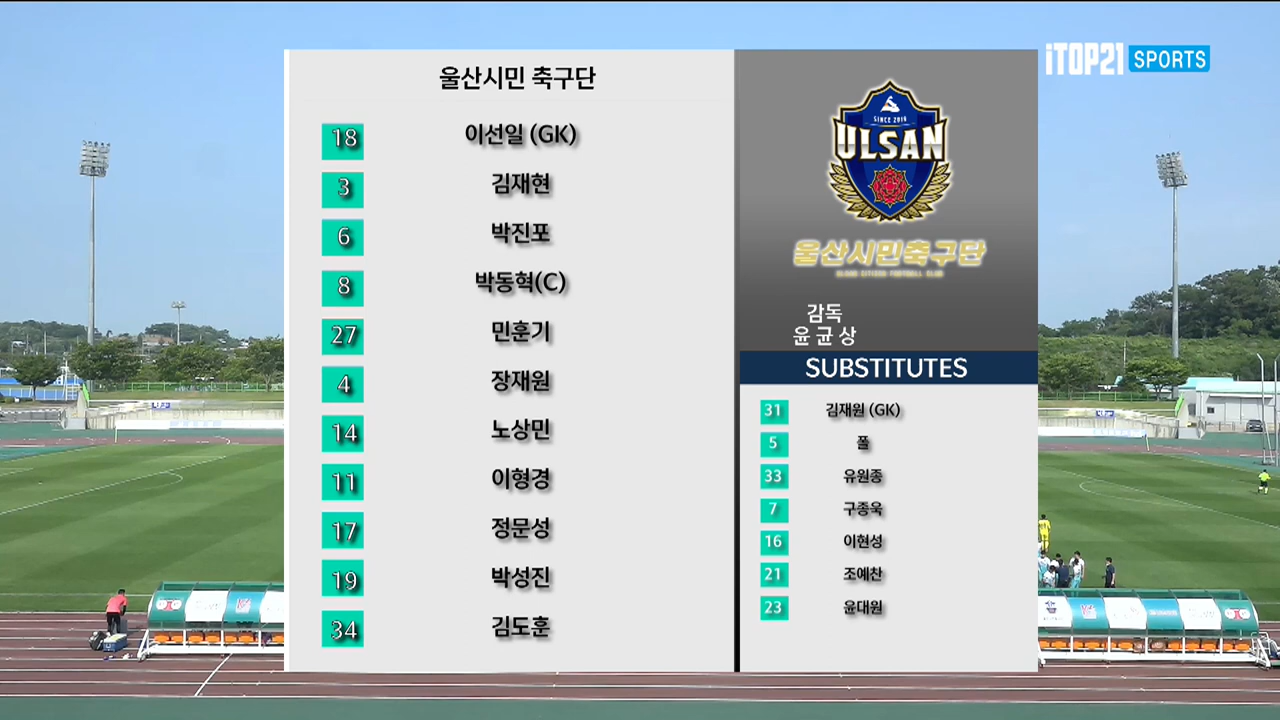 iTOP21 SPORTS
울산시민 축구단
18 이선일 (GK)
3 김재현
6 박진포
8 박동혁(C)
27 민훈기
4 장재원
14 노상민
11 이형경
17 정문성
19 박성진
34 김도훈
SINCE 2016
ULSAN
울산시민축구단
ULSAN CITIZEN FOOTBALL CLUB
감독
윤 균 상
SUBSTITUTES
31 김재원 (GK)
5 폴
33 유원종
7 구종욱
16 이현성
21 조예찬
23 윤대원